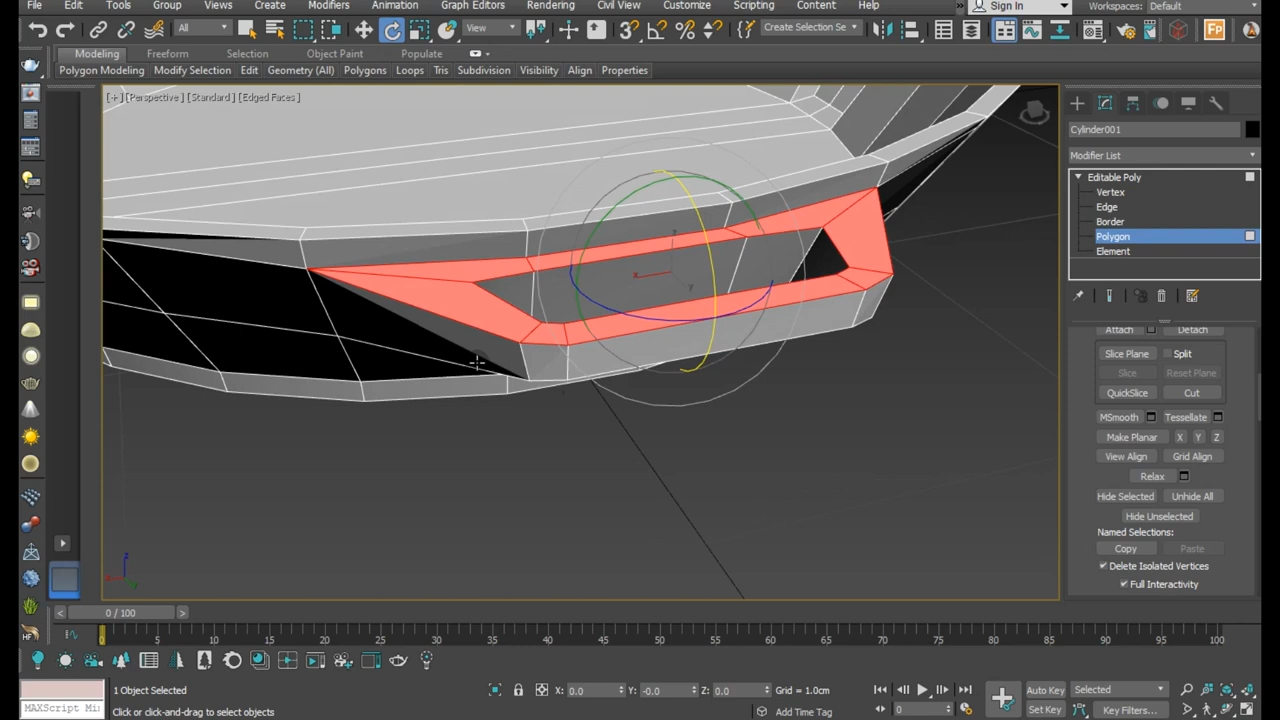 File Edit Tools Group Views Create Modifiers Animation Graph Editors Rendering Civil View Customize Scripting Content Help » Sign In Workspaces: Default
All View Create Selection Se
Modeling Freeform Selection Object Paint Populate
Polygon Modeling Modify Selection Edit Geometry (All) Polygons Loops Tris Subdivision Visibility Align Properties
[+] [Perspective] [Standard] [Edged Faces]
Cylinder001
Modifier List
Editable Poly
Vertex
Edge
Border
Polygon
Element
Attach Detach
Slice Plane Split
Slice Reset Plane
QuickSlice Cut
MSmooth Tessellate
Make Planar X Y Z
View Align Grid Align
Relax
Hide Selected Unhide All
Hide Unselected
Named Selections:
Copy Paste
Delete Isolated Vertices
Full Interactivity
x y z
z
< 0 / 100 >
0 5 10 15 20 25 30 35 40 45 50 55 60 65 70 75 80 85 90 95 100
1 Object Selected X: 0.0 Y: -0.0 Z: 0.0 Grid = 1.0cm Auto Key Selected
MAXScript Mi Click or click-and-drag to select objects Add Time Tag 0 Set Key Key Filters...